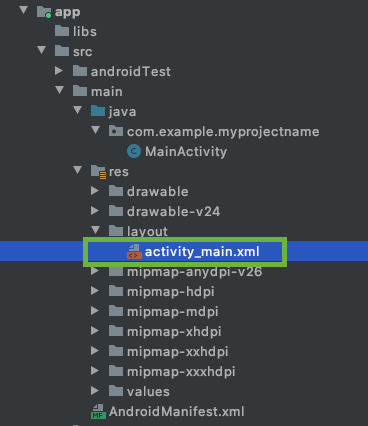 app
libs
src
androidTest
main
java
com.example.myprojectname
MainActivity
res
drawable
drawable-v24
layout
activity_main.xml
mipmap-anydpi-v26
mipmap-hdpi
mipmap-mdpi
mipmap-xhdpi
mipmap-xxhdpi
mipmap-xxxhdpi
values
AndroidManifest.xml